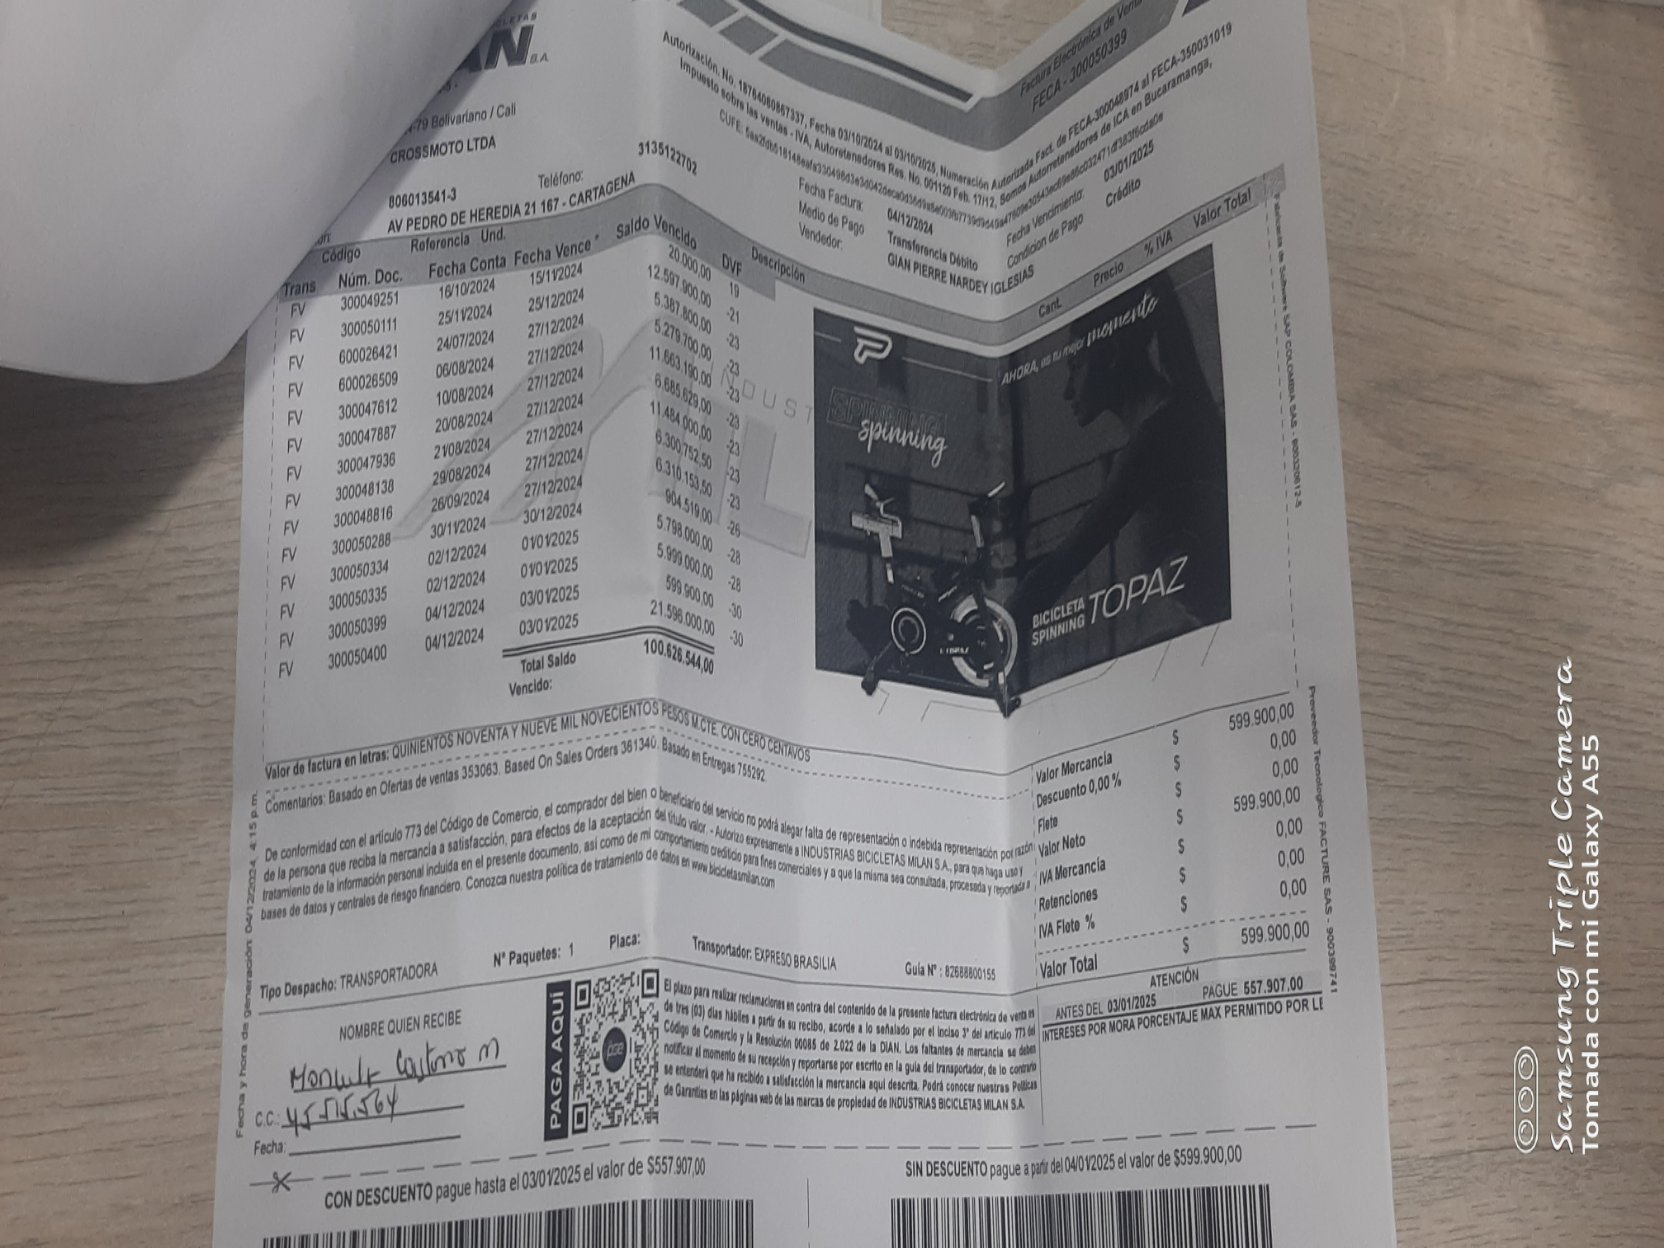 AN
S.A.
-79 Bolivariano / Cali
CROSSMOTO LTDA
806013541-3
Teléfono:
3135122702
AV PEDRO DE HEREDIA 21 167 - CARTAGENA
Factura Electrónica de Venta
FECA - 300050399
Autorización. No. 18764080867337, Fecha 03/10/2024 al 03/10/2025, Numeración Autorizada Fact. de FECA-300048974 al FECA-350031019
Impuesto sobre las ventas - IVA, Autoretenedores Res. No. 001120 Feb. 17/12, Somos Autorretenedores de ICA en Bucaramanga,
Fecha Factura: 04/12/2024 Fecha Vencimiento: 03/01/2025
Medio de Pago Transferencia Débito Condicion de Pago Crédito
Vendedor: GIAN PIERRE NARDEY IGLESIAS
Código Referencia Und. Descripción Cant. Precio % IVA Valor Total
Trans Núm. Doc. Fecha Conta Fecha Vence * Saldo Vencido DVF
FV 300049251 16/10/2024 15/11/2024 20.000,00 19
FV 300050111 25/11/2024 25/12/2024 12.597.900,00 -21
FV 600026421 24/07/2024 27/12/2024 5.387.800,00 -23
FV 600026509 06/08/2024 27/12/2024 5.279.700,00 -23
FV 300047612 10/08/2024 27/12/2024 11.663.190,00 -23
FV 300047887 20/08/2024 27/12/2024 6.685.629,00 -23
FV 300047936 21/08/2024 27/12/2024 11.484.000,00 -23
FV 300048138 29/08/2024 27/12/2024 6.300.752,50 -23
FV 300048816 26/09/2024 27/12/2024 6.310.153,50 -23
FV 300050288 30/11/2024 30/12/2024 904.519,00 -26
FV 300050334 02/12/2024 01/01/2025 5.798.000,00 -28
FV 300050335 02/12/2024 01/01/2025 5.999.000,00 -28
FV 300050399 04/12/2024 03/01/2025 599.900,00 -30
FV 300050400 04/12/2024 03/01/2025 21.596.000,00 -30
Total Saldo Vencido: 100.626.544,00
SPINNING
spinning
AHORA, es tu mejor momento
BICICLETA SPINNING TOPAZ
Valor de factura en letras: QUINIENTOS NOVENTA Y NUEVE MIL NOVECIENTOS PESOS M.CTE. CON CERO CENTAVOS
Comentarios: Basado en Ofertas de ventas 353063. Based On Sales Orders 361340. Basado en Entregas 755292.
De conformidad con el artículo 773 del Código de Comercio, el comprador del bien o beneficiario del servicio no podrá alegar falta de representación o indebida representación por razón
de la persona que reciba la mercancía a satisfacción, para efectos de la aceptación del título valor. - Autorizo expresamente a INDUSTRIAS BICICLETAS MILAN S.A., para que haga uso y
tratamiento de la información personal incluida en el presente documento, así como de mi comportamiento crediticio para fines comerciales y a que la misma sea consultada, procesada y reportada a
bases de datos y centrales de riesgo financiero. Conozca nuestra política de tratamiento de datos en www.bicicletasmilan.com
Valor Mercancia $ 599.900,00
Descuento 0,00 % $ 0,00
Flete $ 0,00
Valor Neto $ 599.900,00
IVA Mercancía $ 0,00
Retenciones $ 0,00
IVA Flete % $ 0,00
Valor Total $ 599.900,00
Tipo Despacho: TRANSPORTADORA N° Paquetes: 1 Placa: Transportador: EXPRESO BRASILIA Guía N° : 82688800155
ATENCIÓN
ANTES DEL 03/01/2025 PAGUE 557.907,00
INTERESES POR MORA PORCENTAJE MAX PERMITIDO POR LE
NOMBRE QUIEN RECIBE
C.C.: 45.515.564
Fecha:
PAGA AQUÍ
pse
El plazo para realizar reclamaciones en contra del contenido de la presente factura electrónica de venta es
de tres (03) días hábiles a partir de su recibo, acorde a lo señalado por el inciso 3° del artículo 773 del
Código de Comercio y la Resolución 00085 de 2.022 de la DIAN. Los faltantes de mercancía se deben
notificar al momento de su recepción y reportarse por escrito en la guía del transportador, de lo contrario
se entenderá que ha recibido a satisfacción la mercancía aquí descrita. Podrá conocer nuestras Políticas
de Garantías en las páginas web de las marcas de propiedad de INDUSTRIAS BICICLETAS MILAN S.A.
CON DESCUENTO pague hasta el 03/01/2025 el valor de $557.907,00
SIN DESCUENTO pague a partir del 04/01/2025 el valor de $599.900,00
Fecha y hora de generación: 04/12/2024, 4:15 p.m.
Fabricante de Software SAP COLOMBIA SAS
Proveedor Tecnologico FACTURE SAS - 90039974
Samsung Triple Camera
Tomada con mi Galaxy A55